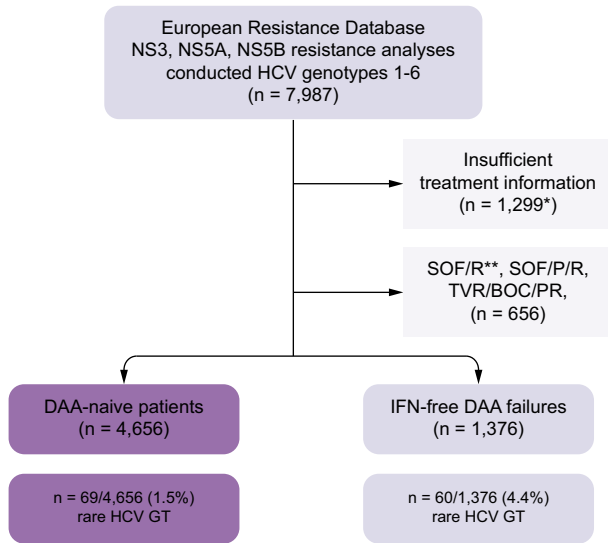 European Resistance Database
NS3, NS5A, NS5B resistance analyses
conducted HCV genotypes 1-6
(n = 7,987)
Insufficient
treatment information
(n = 1,299*)
SOF/R**, SOF/P/R,
TVR/BOC/PR,
(n = 656)
DAA-naive patients
(n = 4,656)
IFN-free DAA failures
(n = 1,376)
n = 69/4,656 (1.5%)
rare HCV GT
n = 60/1,376 (4.4%)
rare HCV GT